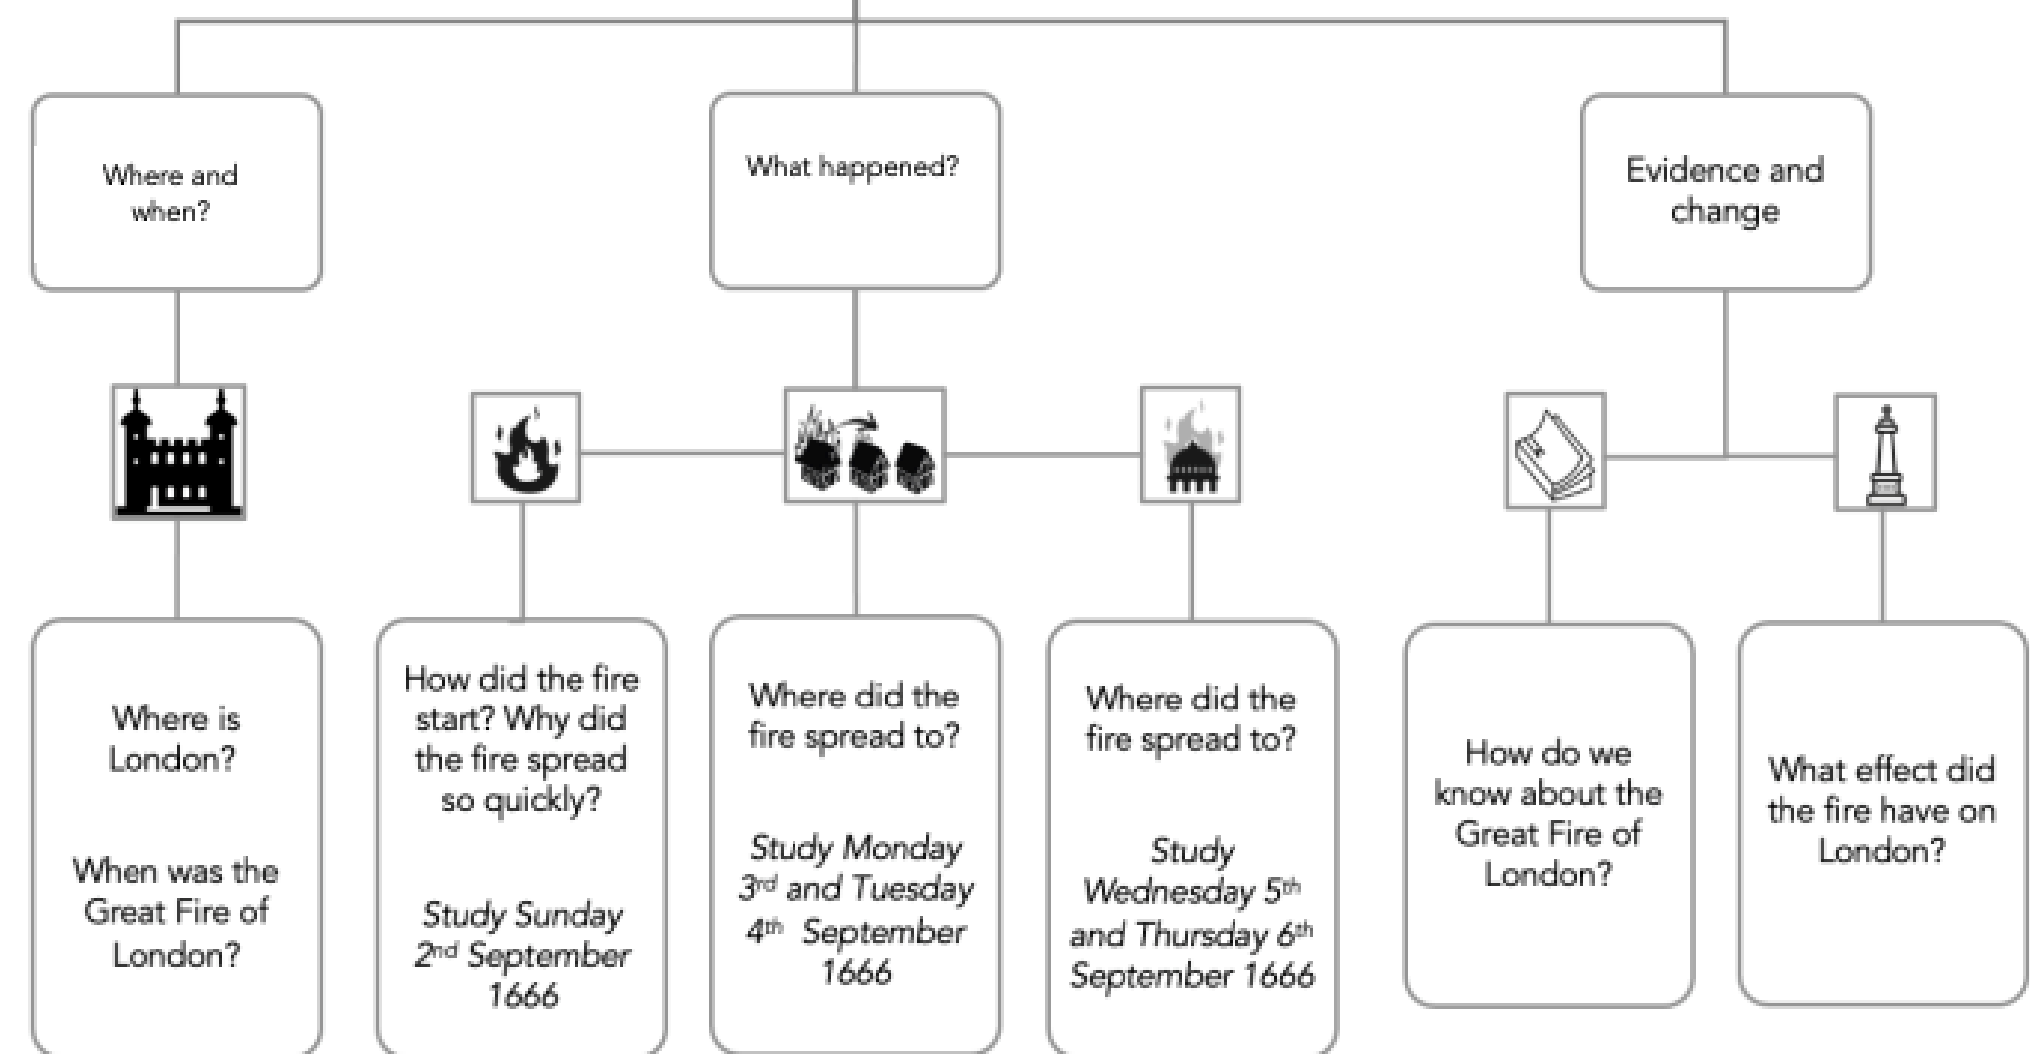 Where and
when?
What happened?
Evidence and
change
Where is
London?
When was the
Great Fire of
London?
How did the fire
start? Why did
the fire spread
so quickly?
Study Sunday
2nd September
1666
Where did the
fire spread to?
Study Monday
3rd and Tuesday
4th September
1666
Where did the
fire spread to?
Study
Wednesday 5th
and Thursday 6th
September 1666
How do we
know about the
Great Fire of
London?
What effect did
the fire have on
London?